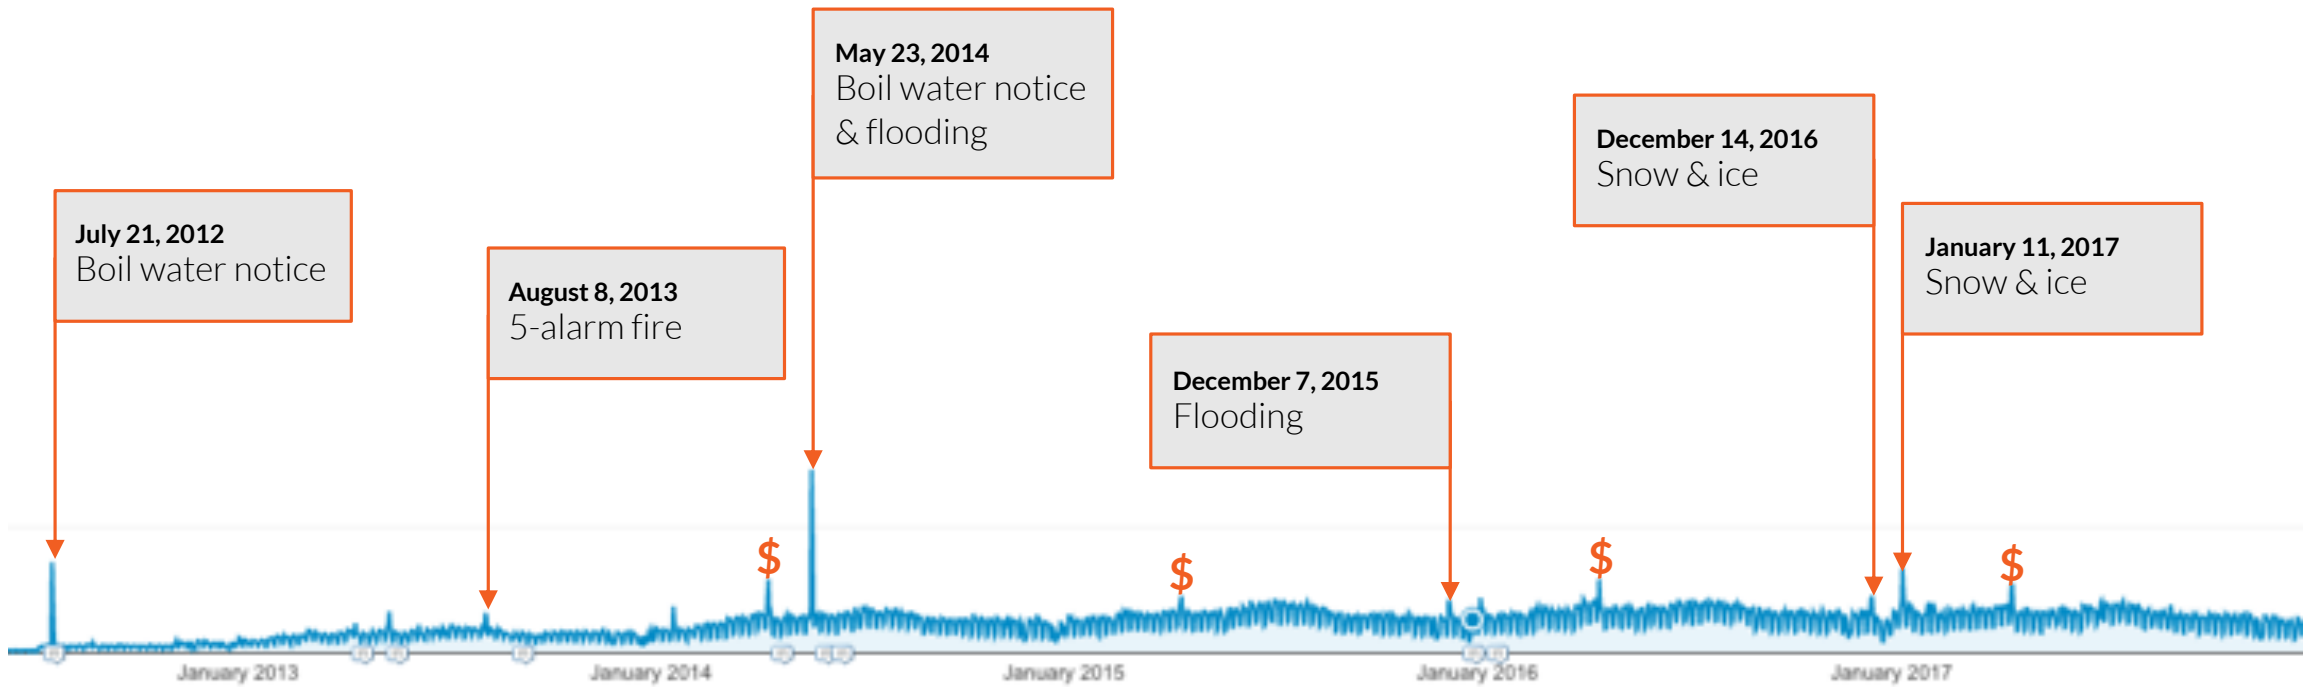 May 23, 2014
Boil water notice
& flooding
December 14, 2016
Snow & ice
July 21, 2012
Boil water notice
January 11, 2017
Snow & ice
August 8, 2013
5-alarm fire
December 7, 2015
Flooding
$
$
$
$
January 2013
January 2014
January 2015
January 2016
January 2017